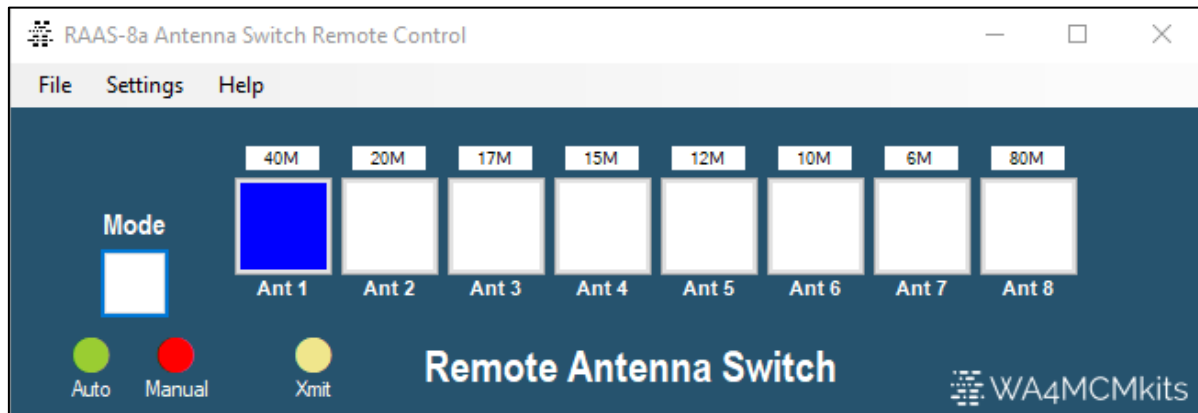 RAAS-8a Antenna Switch Remote Control
File Settings Help
40M 20M 17M 15M 12M 10M 6M 80M
Mode
Ant 1 Ant 2 Ant 3 Ant 4 Ant 5 Ant 6 Ant 7 Ant 8
Auto Manual Xmit
Remote Antenna Switch
WA4MCMkits